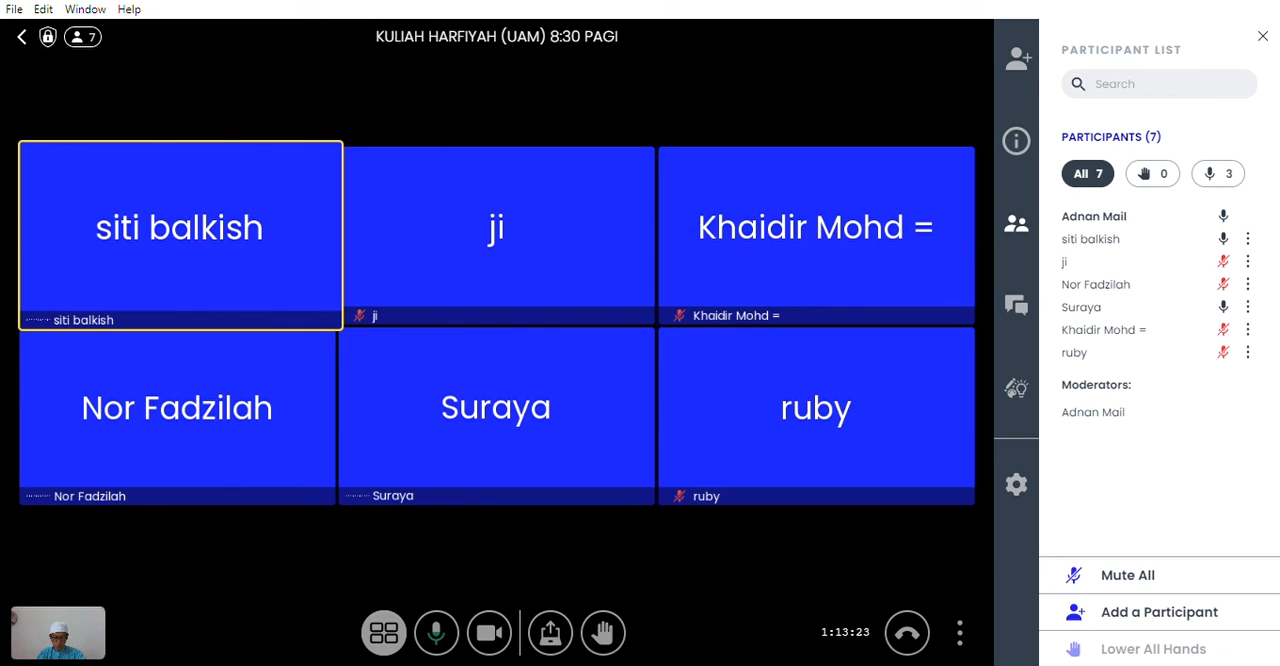 File Edit Window Help
7
KULIAH HARFIYAH (UAM) 8:30 PAGI
siti balkish
siti balkish
ji
ji
Khaidir Mohd =
Khaidir Mohd =
Nor Fadzilah
Nor Fadzilah
Suraya
Suraya
ruby
ruby
1:13:23
PARTICIPANT LIST
Search
PARTICIPANTS (7)
All 7 0 3
Adnan Mail
siti balkish
ji
Nor Fadzilah
Suraya
Khaidir Mohd =
ruby
Moderators:
Adnan Mail
Mute All
Add a Participant
Lower All Hands